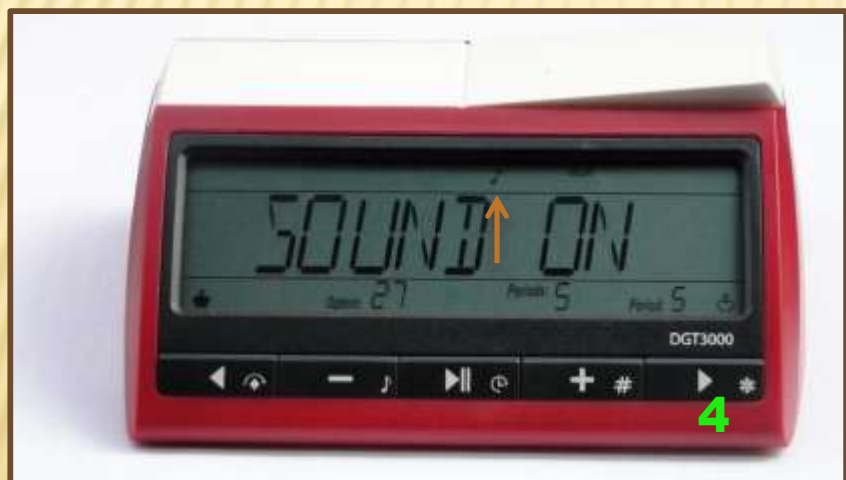 SOUND ON
Option 27 Periods 5 Period 5
DGT3000
#
4